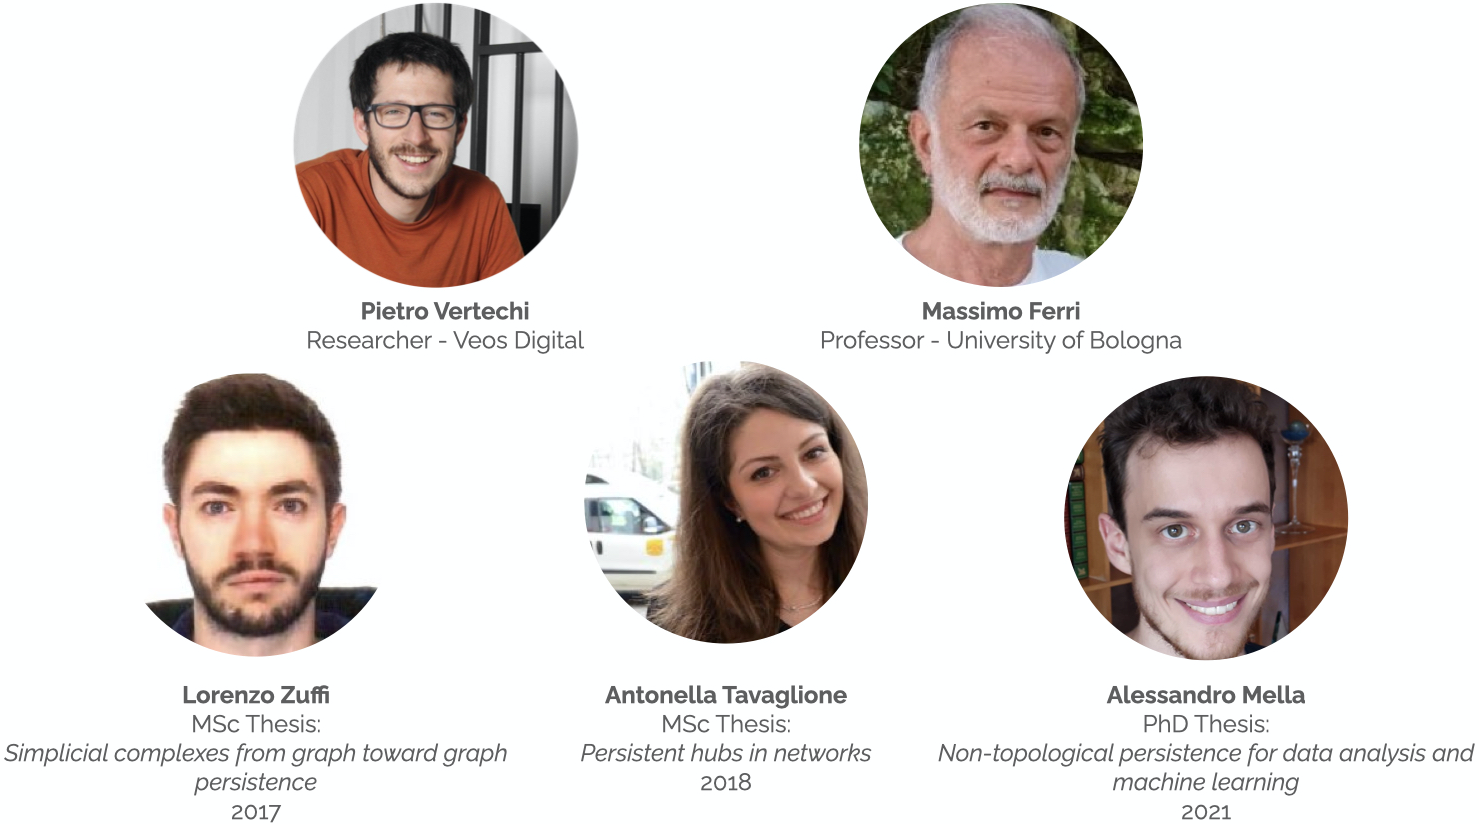 Pietro Vertechi
Researcher - Veos Digital
Massimo Ferri
Professor - University of Bologna
Lorenzo Zuffi
MSc Thesis:
Simplicial complexes from graph toward graph
persistence
2017
Antonella Tavaglione
MSc Thesis:
Persistent hubs in networks
2018
Alessandro Mella
PhD Thesis:
Non-topological persistence for data analysis and
machine learning
2021